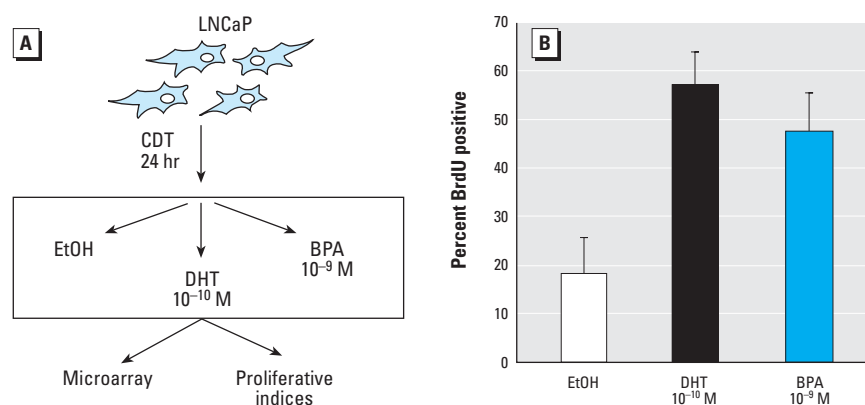 A
LNCaP
CDT
24 hr
EtOH
DHT
10⁻¹⁰ M
BPA
10⁻⁹ M
Microarray
Proliferative
indices
B
Percent BrdU positive
70
60
50
40
30
20
10
0
EtOH
DHT
10⁻¹⁰ M
BPA
10⁻⁹ M